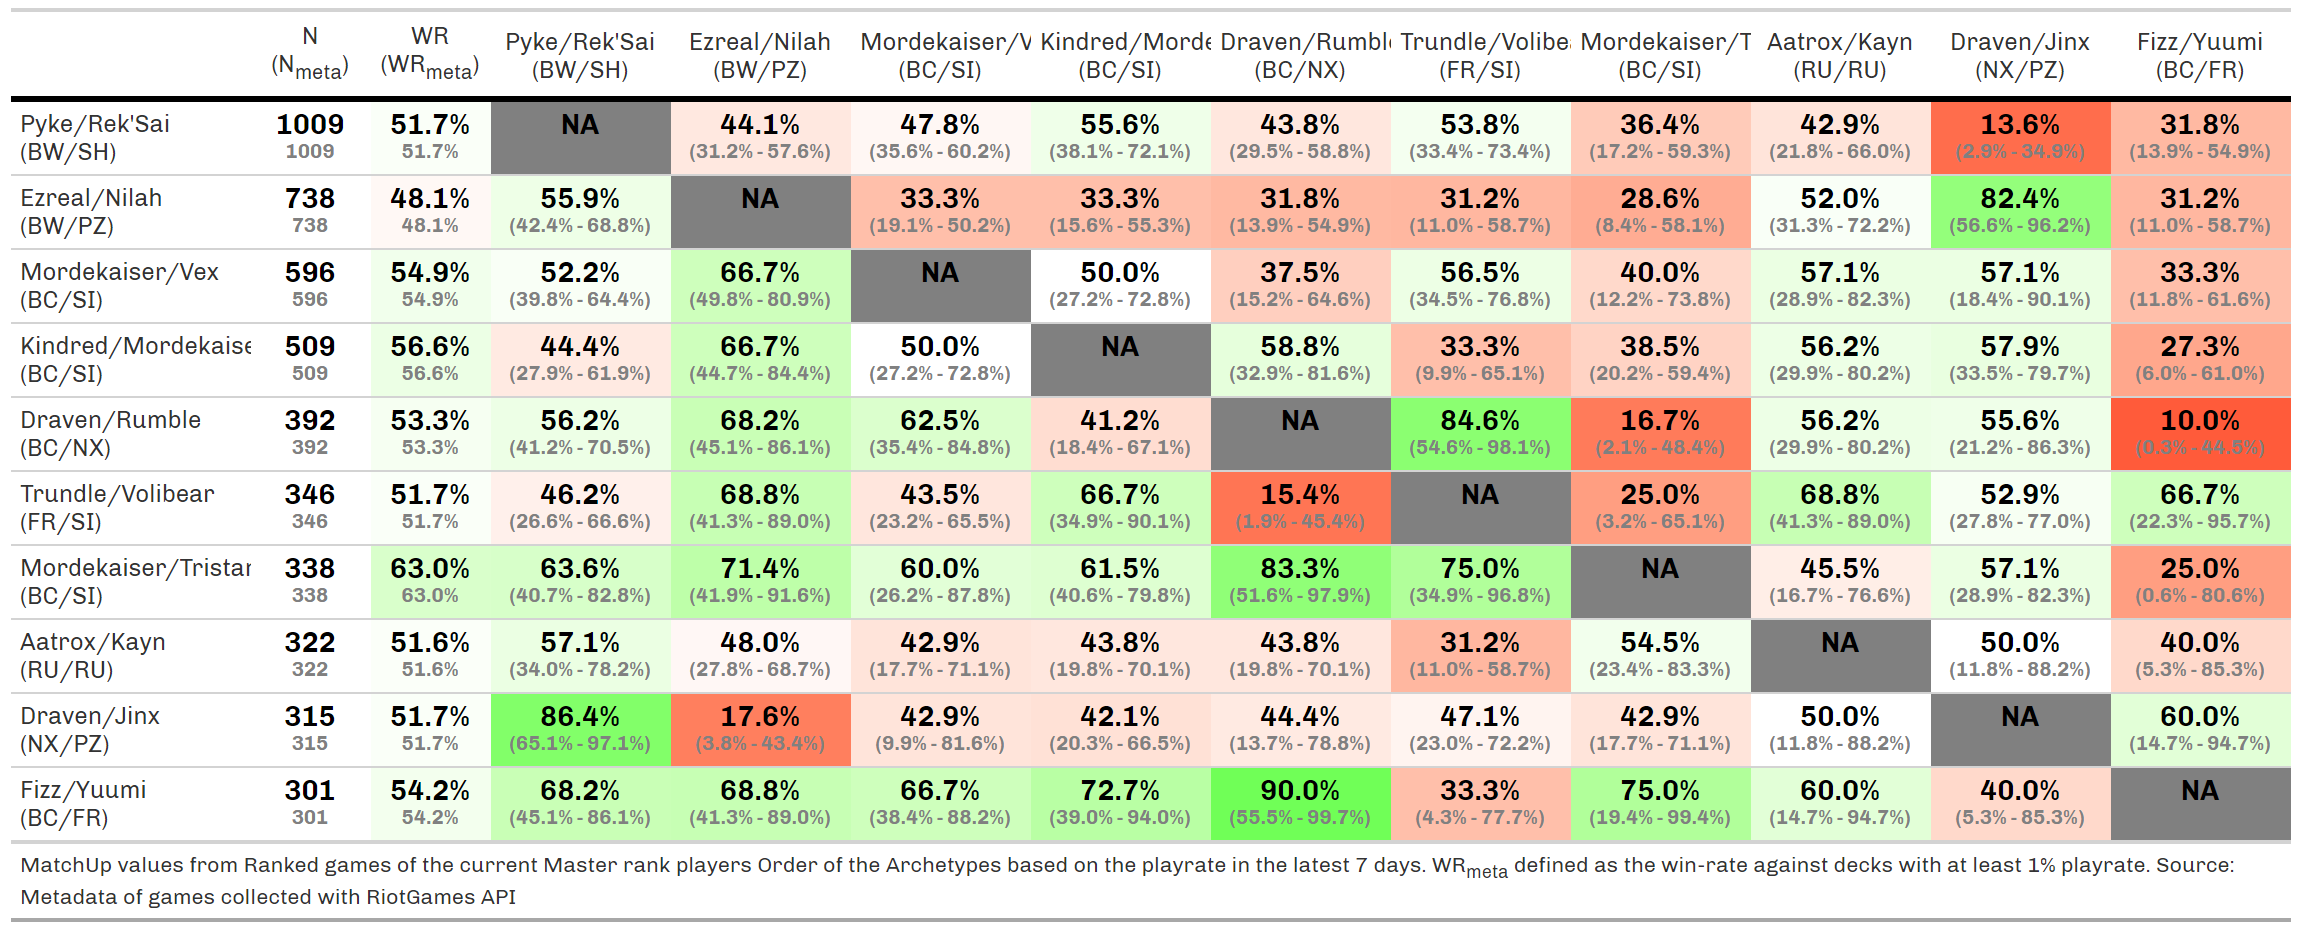 N WR Pyke/Rek'Sai Ezreal/Nilah Mordekaiser/V Kindred/Morde Draven/Rumble Trundle/Volibea Mordekaiser/T Aatrox/Kayn Draven/Jinx Fizz/Yuumi
(Nmeta) (WRmeta) (BW/SH) (BW/PZ) (BC/SI) (BC/SI) (BC/NX) (FR/SI) (BC/SI) (RU/RU) (NX/PZ) (BC/FR)
Pyke/Rek'Sai 1009 51.7% NA 44.1% 47.8% 55.6% 43.8% 53.8% 36.4% 42.9% 13.6% 31.8%
(BW/SH) 1009 51.7% (31.2% - 57.6%) (35.6% - 60.2%) (38.1% - 72.1%) (29.5% - 58.8%) (33.4% - 73.4%) (17.2% - 59.3%) (21.8% - 66.0%) (2.9% - 34.9%) (13.9% - 54.9%)
Ezreal/Nilah 738 48.1% 55.9% NA 33.3% 33.3% 31.8% 31.2% 28.6% 52.0% 82.4% 31.2%
(BW/PZ) 738 48.1% (42.4% - 68.8%) (19.1% - 50.2%) (15.6% - 55.3%) (13.9% - 54.9%) (11.0% - 58.7%) (8.4% - 58.1%) (31.3% - 72.2%) (56.6% - 96.2%) (11.0% - 58.7%)
Mordekaiser/Vex 596 54.9% 52.2% 66.7% NA 50.0% 37.5% 56.5% 40.0% 57.1% 57.1% 33.3%
(BC/SI) 596 54.9% (39.8% - 64.4%) (49.8% - 80.9%) (27.2% - 72.8%) (15.2% - 64.6%) (34.5% - 76.8%) (12.2% - 73.8%) (28.9% - 82.3%) (18.4% - 90.1%) (11.8% - 61.6%)
Kindred/Mordekaise 509 56.6% 44.4% 66.7% 50.0% NA 58.8% 33.3% 38.5% 56.2% 57.9% 27.3%
(BC/SI) 509 56.6% (27.9% - 61.9%) (44.7% - 84.4%) (27.2% - 72.8%) (32.9% - 81.6%) (9.9% - 65.1%) (20.2% - 59.4%) (29.9% - 80.2%) (33.5% - 79.7%) (6.0% - 61.0%)
Draven/Rumble 392 53.3% 56.2% 68.2% 62.5% 41.2% NA 84.6% 16.7% 56.2% 55.6% 10.0%
(BC/NX) 392 53.3% (41.2% - 70.5%) (45.1% - 86.1%) (35.4% - 84.8%) (18.4% - 67.1%) (54.6% - 98.1%) (2.1% - 48.4%) (29.9% - 80.2%) (21.2% - 86.3%) (0.3% - 44.5%)
Trundle/Volibear 346 51.7% 46.2% 68.8% 43.5% 66.7% 15.4% NA 25.0% 68.8% 52.9% 66.7%
(FR/SI) 346 51.7% (26.6% - 66.6%) (41.3% - 89.0%) (23.2% - 65.5%) (34.9% - 90.1%) (1.9% - 45.4%) (3.2% - 65.1%) (41.3% - 89.0%) (27.8% - 77.0%) (22.3% - 95.7%)
Mordekaiser/Tristar 338 63.0% 63.6% 71.4% 60.0% 61.5% 83.3% 75.0% NA 45.5% 57.1% 25.0%
(BC/SI) 338 63.0% (40.7% - 82.8%) (41.9% - 91.6%) (26.2% - 87.8%) (40.6% - 79.8%) (51.6% - 97.9%) (34.9% - 96.8%) (16.7% - 76.6%) (28.9% - 82.3%) (0.6% - 80.6%)
Aatrox/Kayn 322 51.6% 57.1% 48.0% 42.9% 43.8% 43.8% 31.2% 54.5% NA 50.0% 40.0%
(RU/RU) 322 51.6% (34.0% - 78.2%) (27.8% - 68.7%) (17.7% - 71.1%) (19.8% - 70.1%) (19.8% - 70.1%) (11.0% - 58.7%) (23.4% - 83.3%) (11.8% - 88.2%) (5.3% - 85.3%)
Draven/Jinx 315 51.7% 86.4% 17.6% 42.9% 42.1% 44.4% 47.1% 42.9% 50.0% NA 60.0%
(NX/PZ) 315 51.7% (65.1% - 97.1%) (3.8% - 43.4%) (9.9% - 81.6%) (20.3% - 66.5%) (13.7% - 78.8%) (23.0% - 72.2%) (17.7% - 71.1%) (11.8% - 88.2%) (14.7% - 94.7%)
Fizz/Yuumi 301 54.2% 68.2% 68.8% 66.7% 72.7% 90.0% 33.3% 75.0% 60.0% 40.0% NA
(BC/FR) 301 54.2% (45.1% - 86.1%) (41.3% - 89.0%) (38.4% - 88.2%) (39.0% - 94.0%) (55.5% - 99.7%) (4.3% - 77.7%) (19.4% - 99.4%) (14.7% - 94.7%) (5.3% - 85.3%)
MatchUp values from Ranked games of the current Master rank players Order of the Archetypes based on the playrate in the latest 7 days. WRmeta defined as the win-rate against decks with at least 1% playrate. Source:
Metadata of games collected with RiotGames API